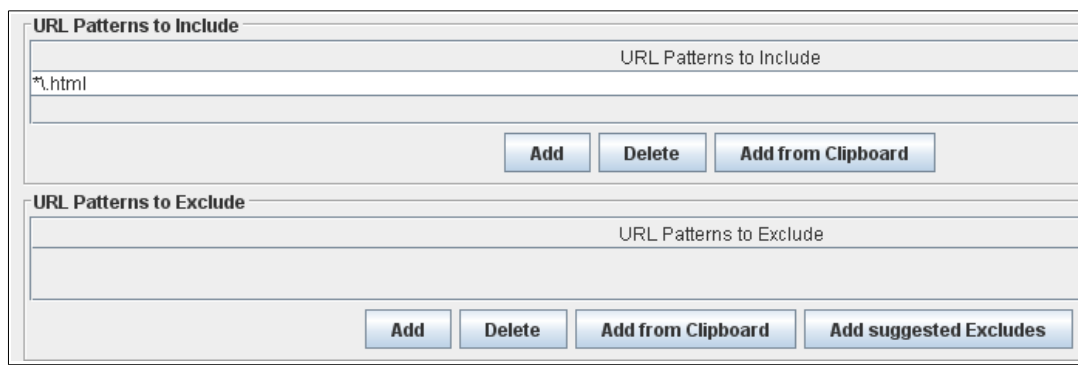 URL Patterns to Include
URL Patterns to Include
*\.html
Add Delete Add from Clipboard
URL Patterns to Exclude
URL Patterns to Exclude
Add Delete Add from Clipboard Add suggested Excludes